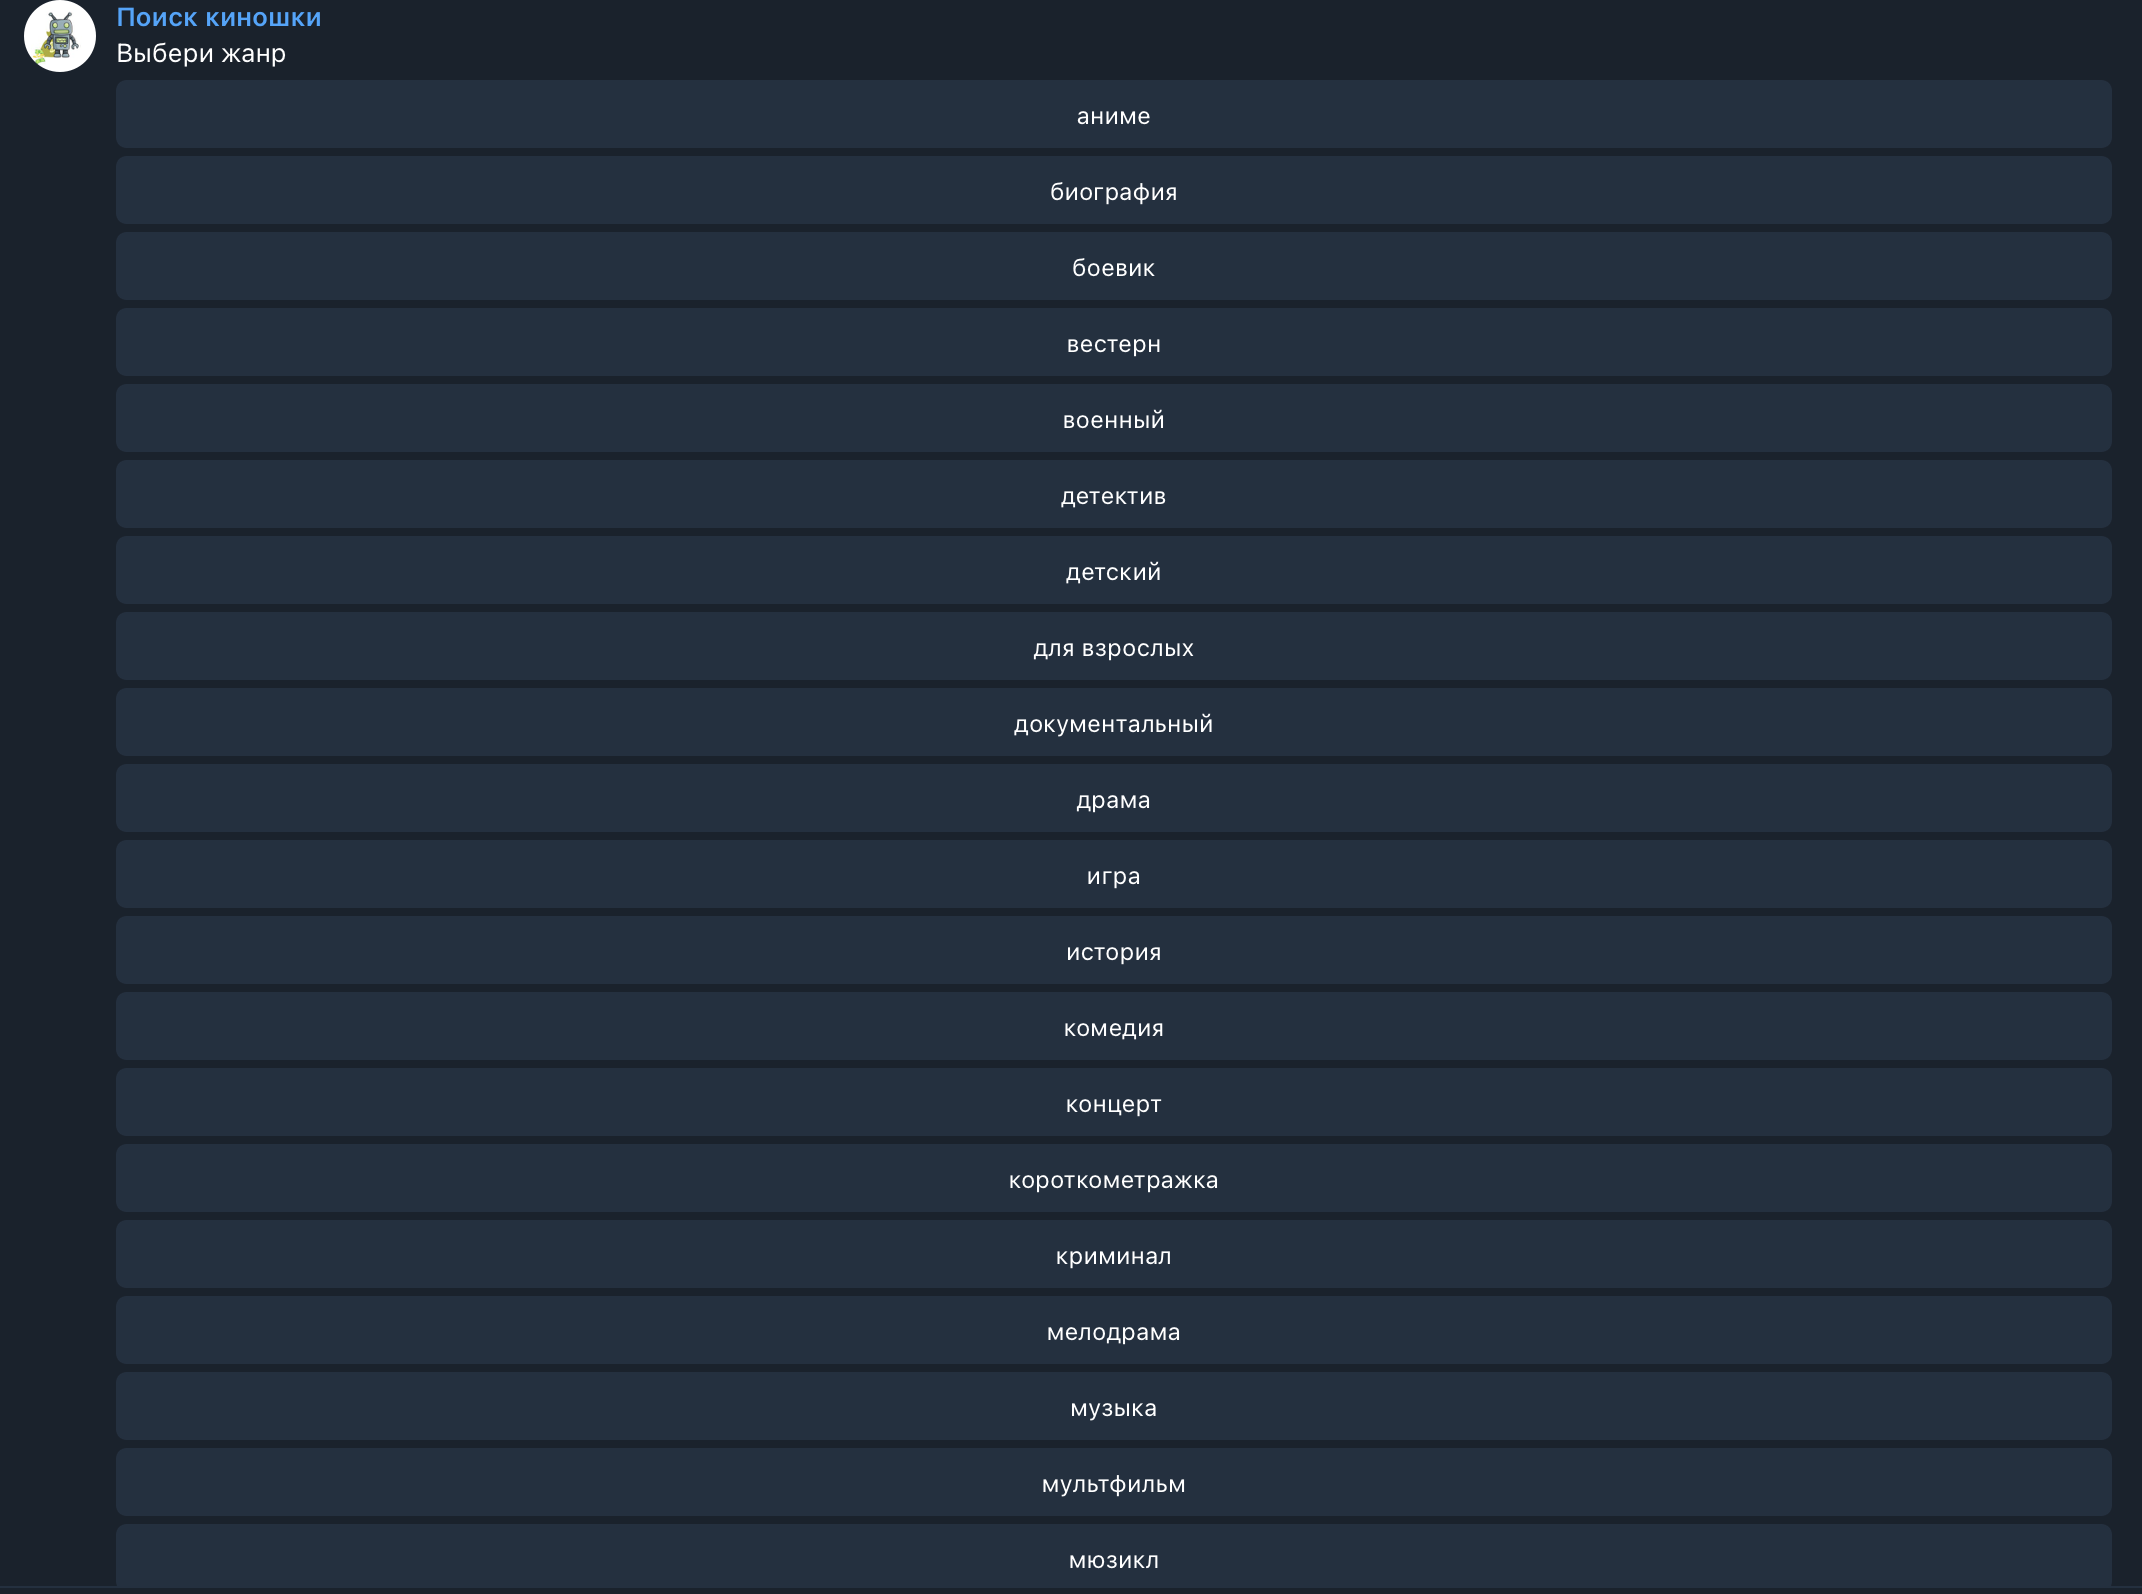 Поиск киношки
Выбери жанр
аниме
биография
боевик
вестерн
военный
детектив
детский
для взрослых
документальный
драма
игра
история
комедия
концерт
короткометражка
криминал
мелодрама
музыка
мультфильм
мюзикл